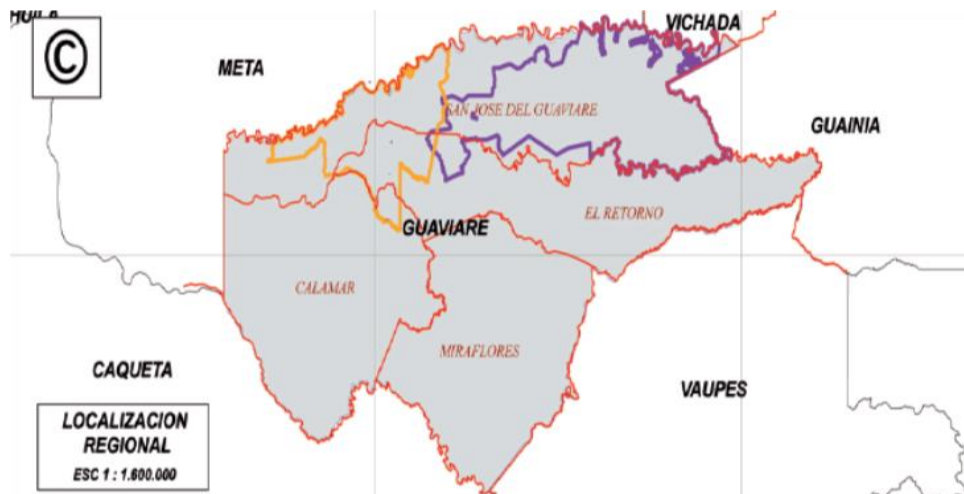 HUILA
VICHADA
©
META
SAN JOSE DEL GUAVIARE
GUAINIA
EL RETORNO
GUAVIARE
CALAMAR
MIRAFLORES
CAQUETA
VAUPES
LOCALIZACION
REGIONAL
ESC 1 : 1.600.000